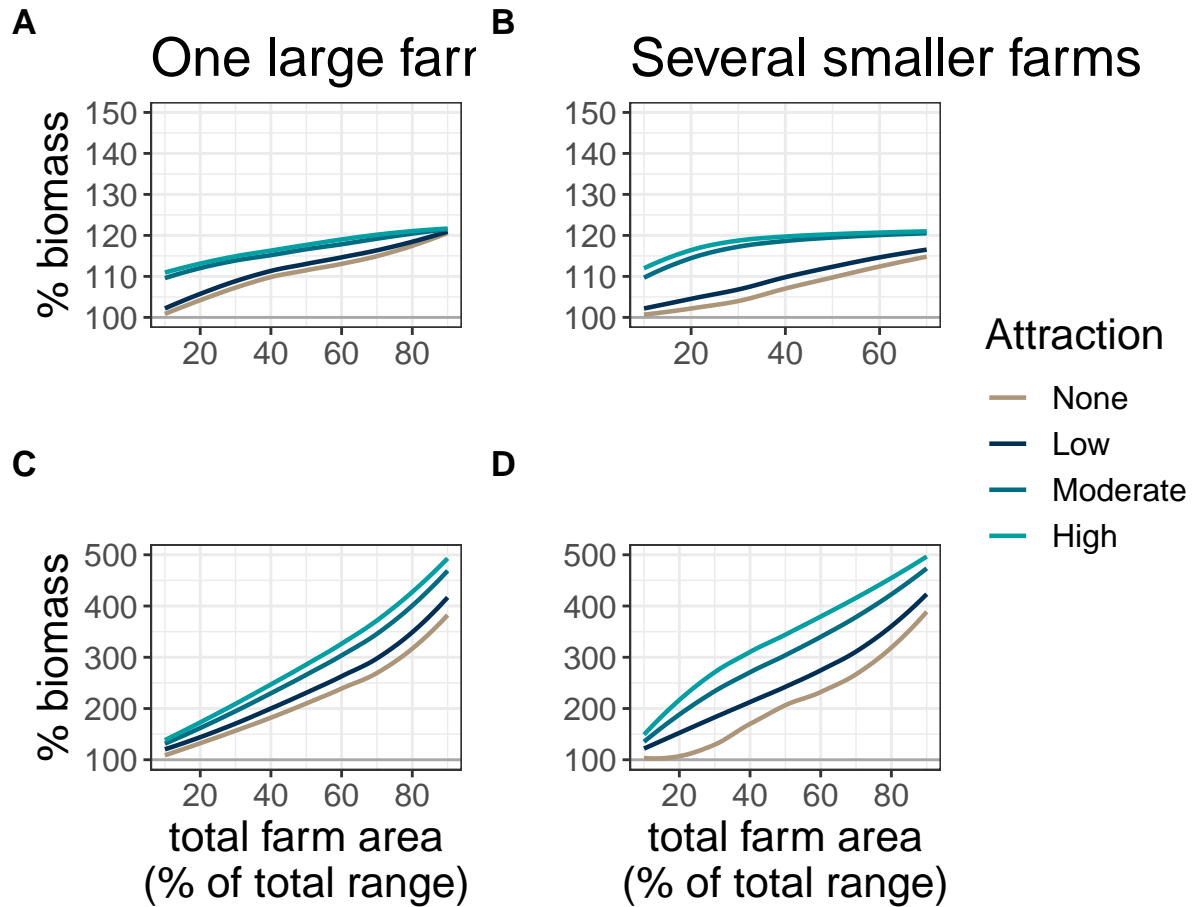 A
One large farr
% biomass
150
140
130
120
110
100
20 40 60 80
B
Several smaller farms
150
140
130
120
110
100
20 40 60
C
% biomass
500
400
300
200
100
20 40 60 80
total farm area
(% of total range)
D
500
400
300
200
100
20 40 60 80
total farm area
(% of total range)
Attraction
None
Low
Moderate
High